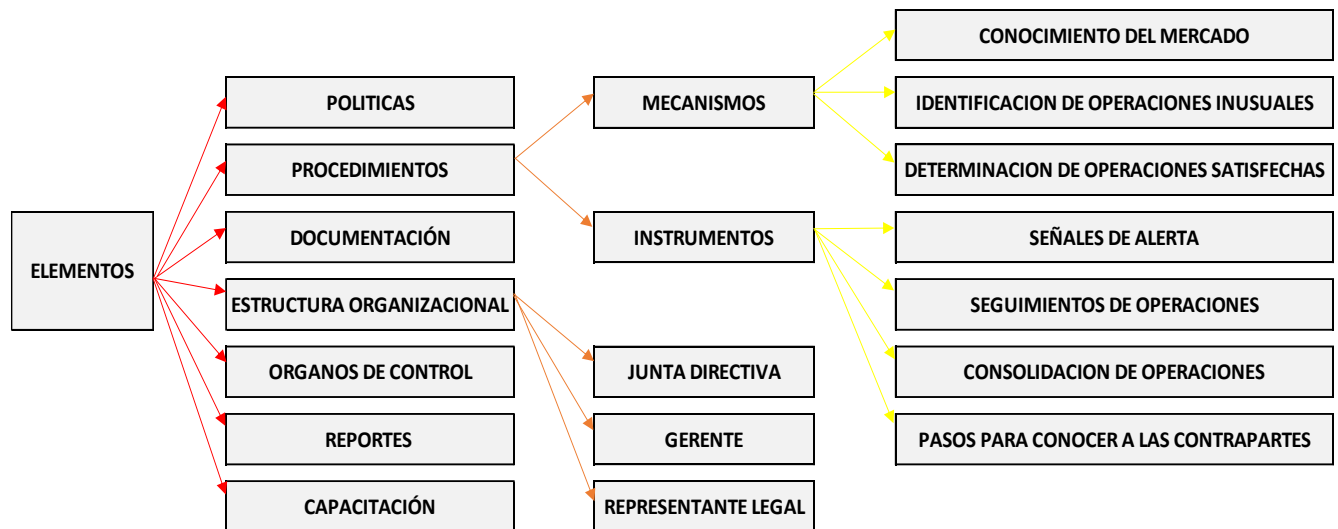 ELEMENTOS
POLITICAS
PROCEDIMIENTOS
DOCUMENTACIÓN
ESTRUCTURA ORGANIZACIONAL
ORGANOS DE CONTROL
REPORTES
CAPACITACIÓN
MECANISMOS
INSTRUMENTOS
JUNTA DIRECTIVA
GERENTE
REPRESENTANTE LEGAL
CONOCIMIENTO DEL MERCADO
IDENTIFICACION DE OPERACIONES INUSUALES
DETERMINACION DE OPERACIONES SATISFECHAS
SEÑALES DE ALERTA
SEGUIMIENTOS DE OPERACIONES
CONSOLIDACION DE OPERACIONES
PASOS PARA CONOCER A LAS CONTRAPARTES